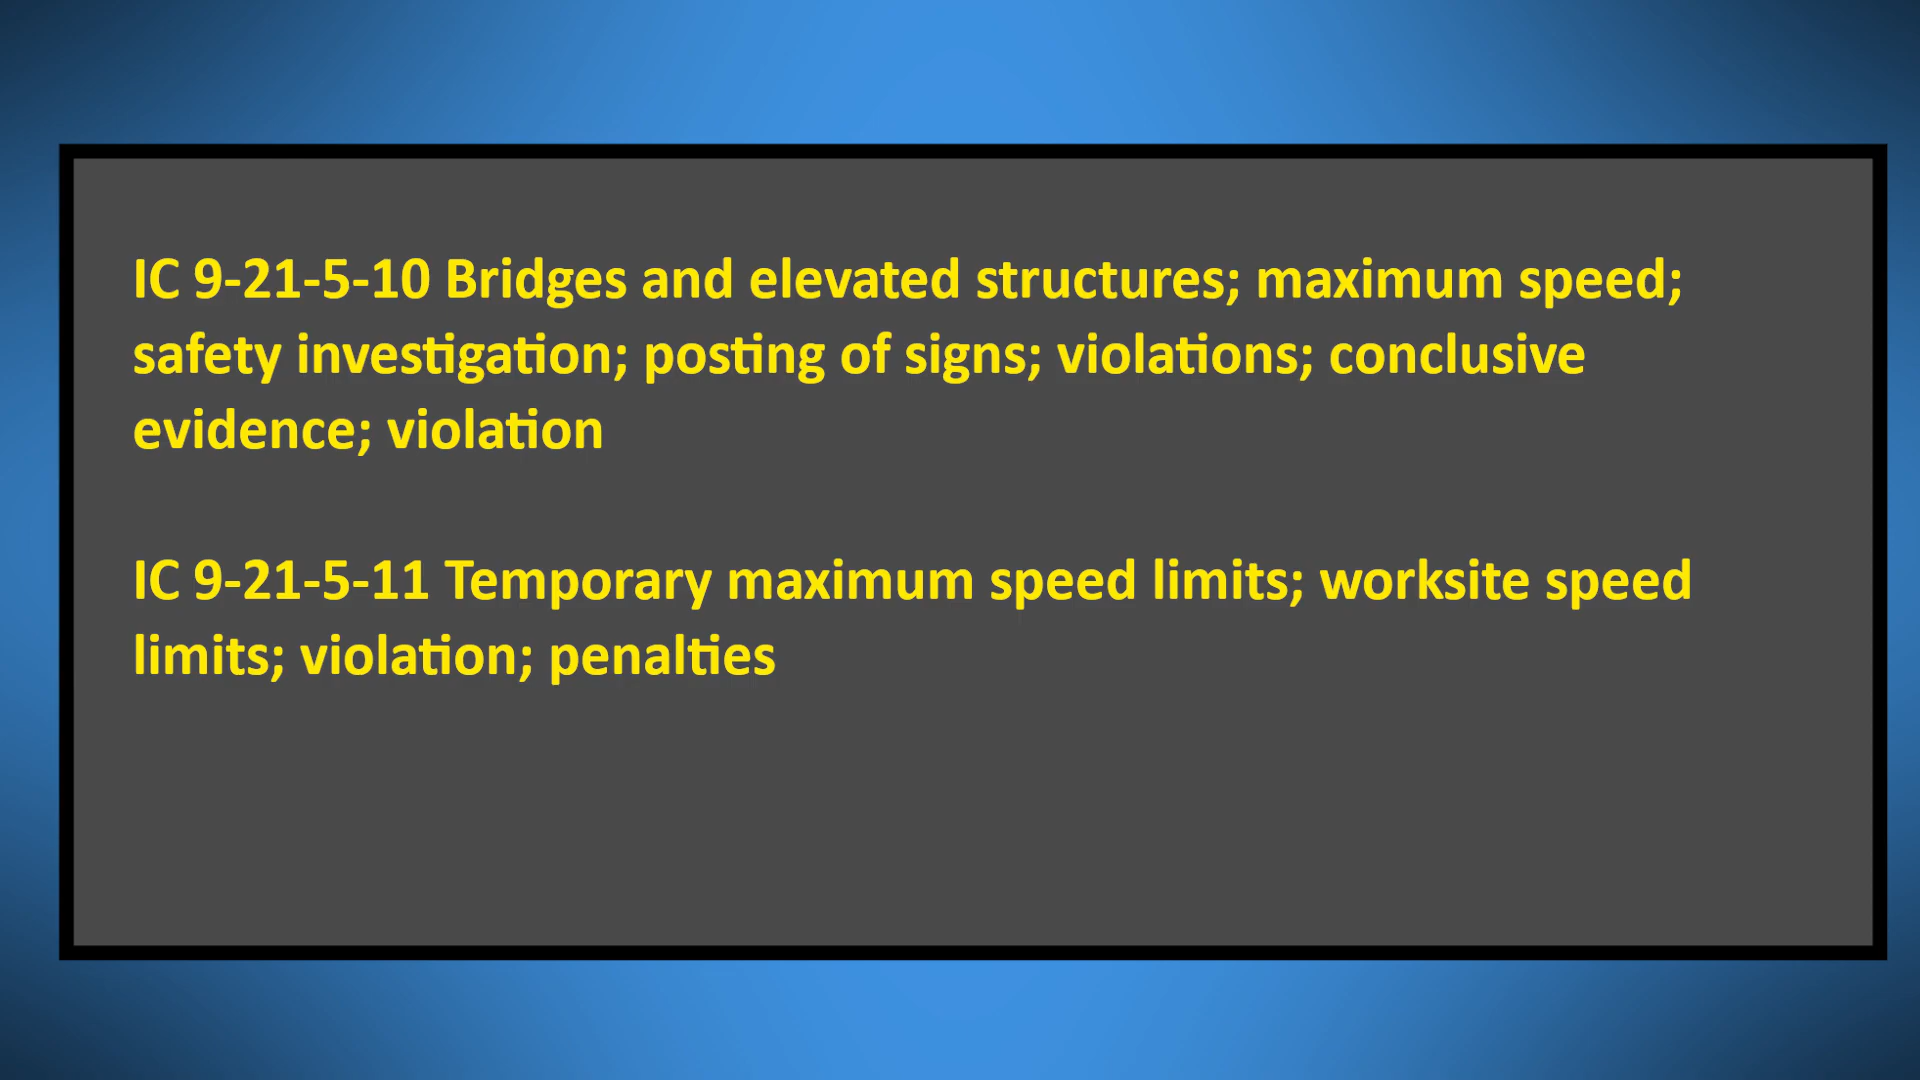 IC 9-21-5-10 Bridges and elevated structures; maximum speed;
safety investigation; posting of signs; violations; conclusive
evidence; violation
IC 9-21-5-11 Temporary maximum speed limits; worksite speed
limits; violation; penalties